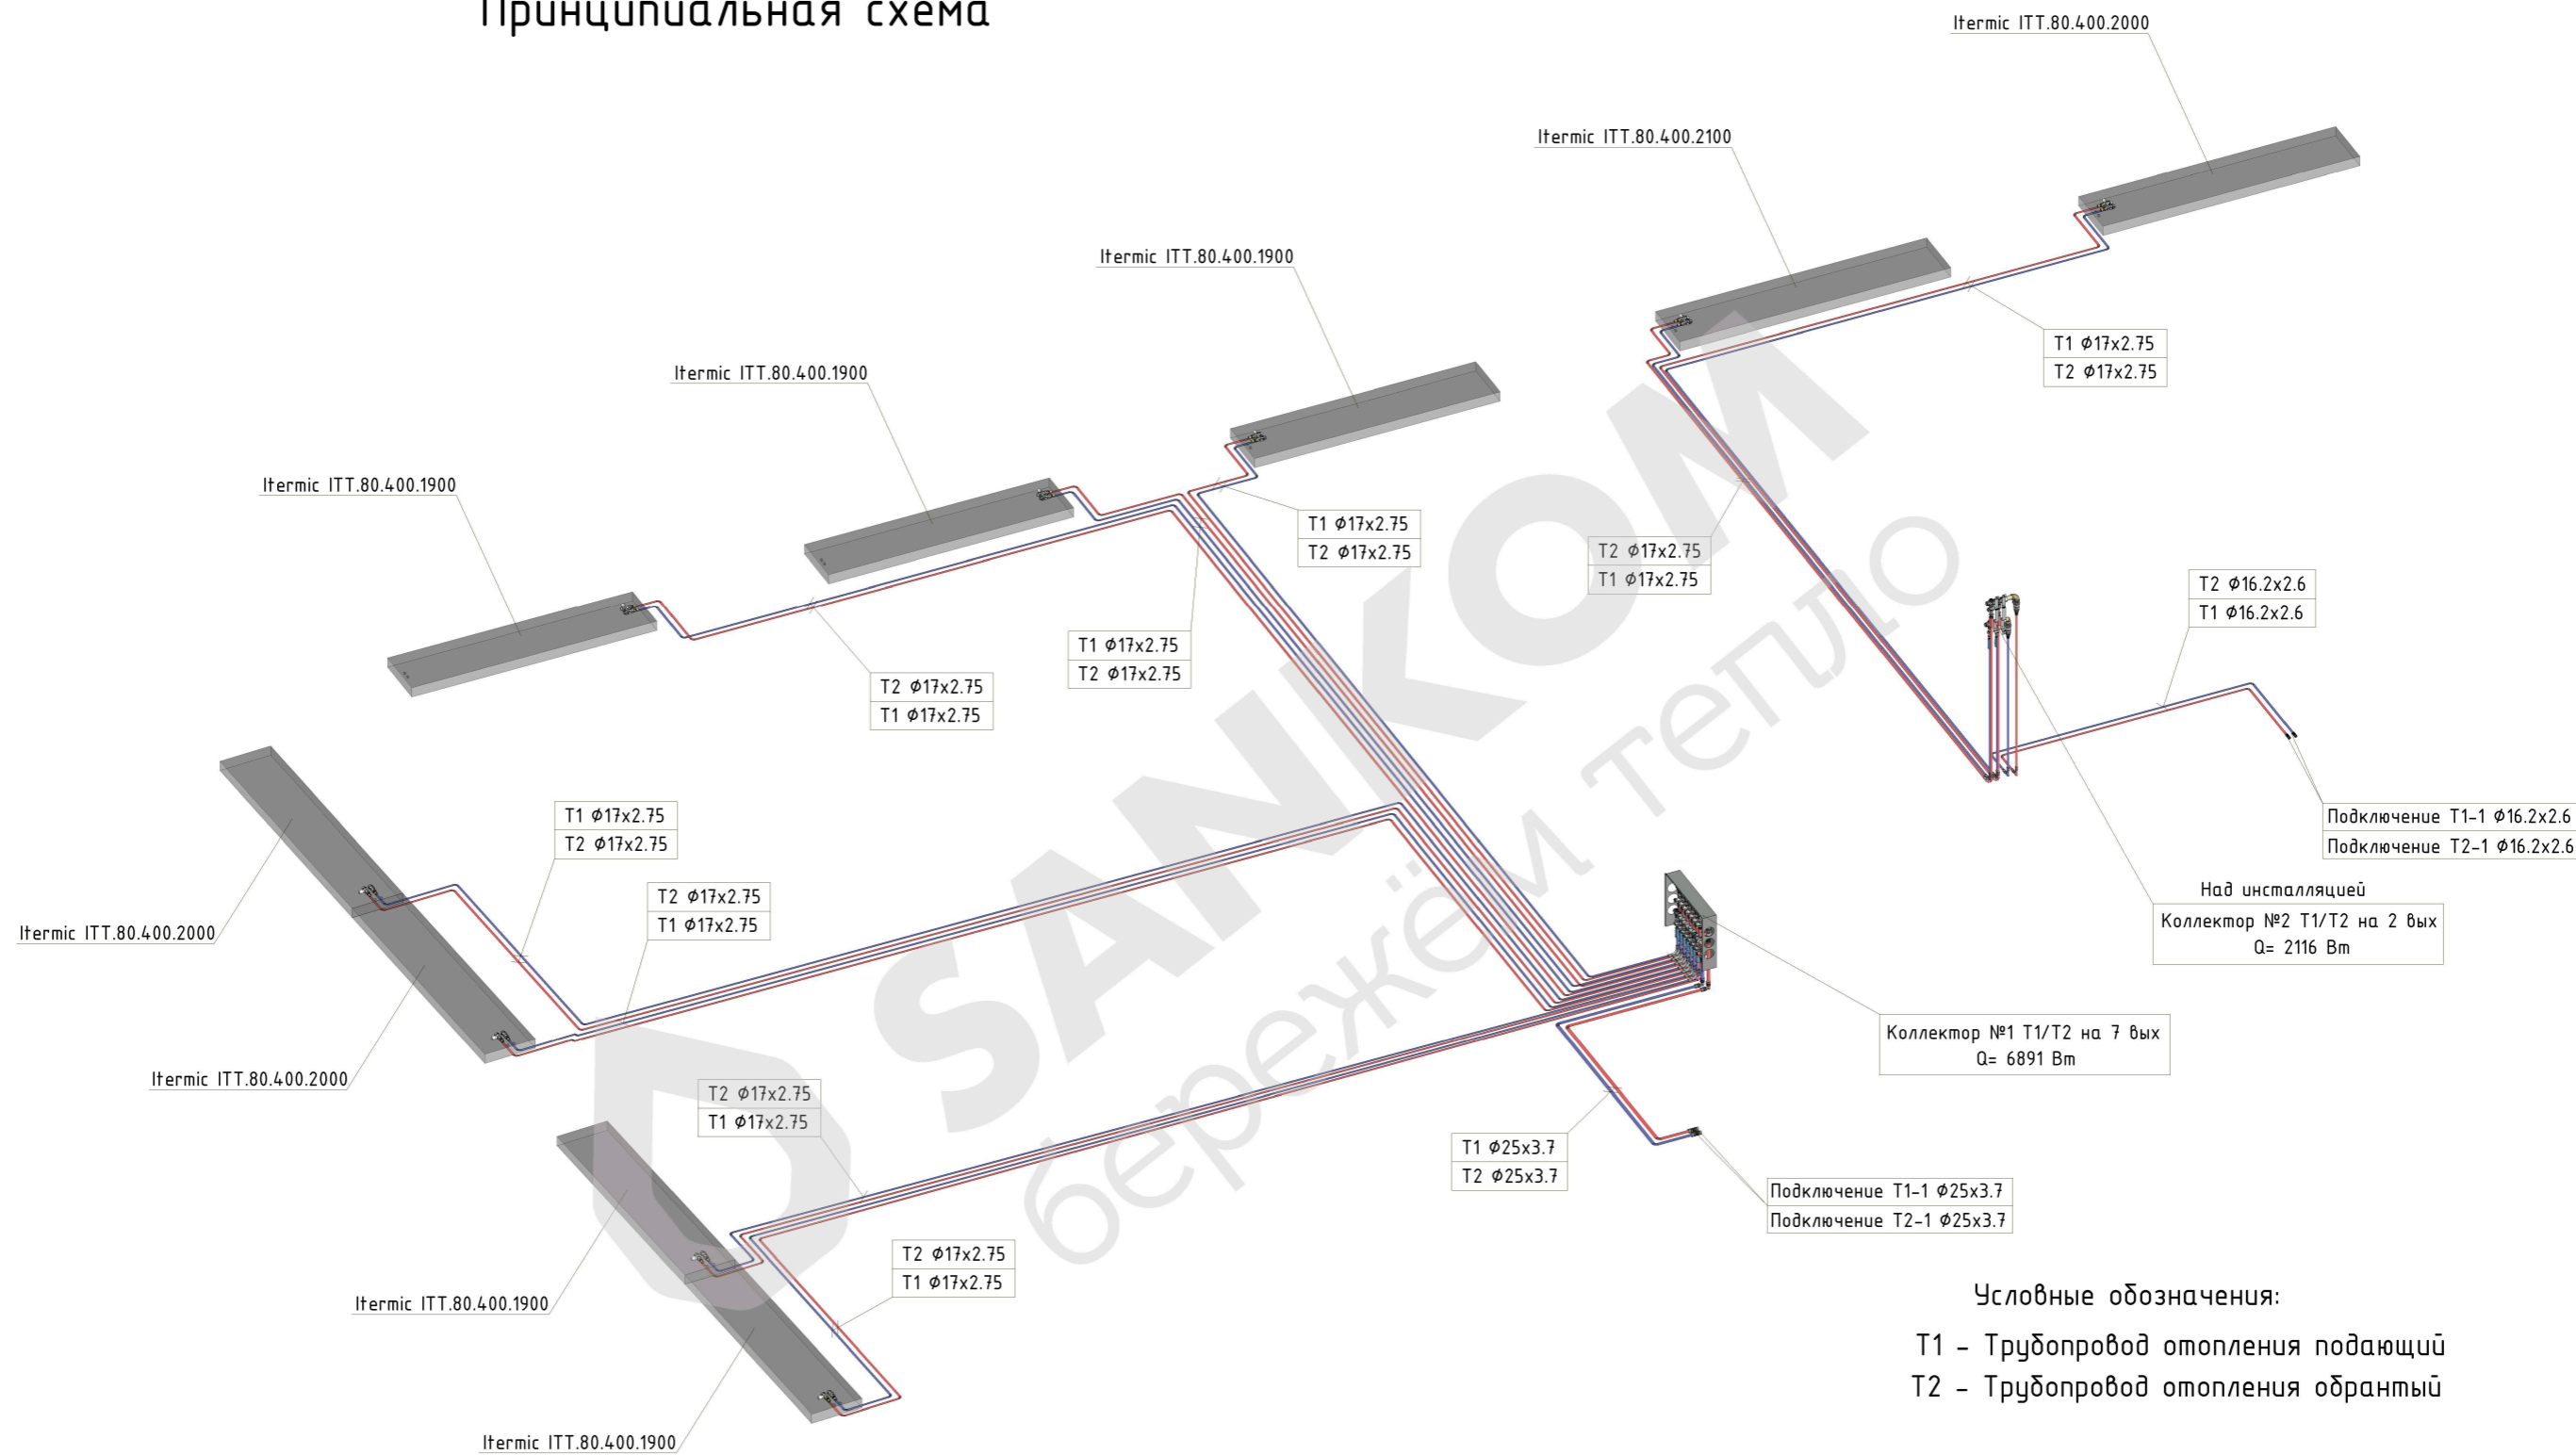 Принципиальная схема
Itermic ITT.80.400.2000
Itermic ITT.80.400.2100
Itermic ITT.80.400.1900
Itermic ITT.80.400.1900
Itermic ITT.80.400.1900
T1 Ф17x2.75
T2 Ф17x2.75
T1 Ф17x2.75
T2 Ф17x2.75
T2 Ф17x2.75
T1 Ф17x2.75
T2 Ф16.2x2.6
T1 Ф16.2x2.6
T1 Ф17x2.75
T2 Ф17x2.75
T2 Ф17x2.75
T1 Ф17x2.75
SANKOM
бережём тепло
T1 Ф17x2.75
T2 Ф17x2.75
Подключение T1-1 Ф16.2x2.6
Подключение T2-1 Ф16.2x2.6
T2 Ф17x2.75
T1 Ф17x2.75
Над инсталляцией
Коллектор №2 T1/T2 на 2 вых
Q= 2116 Вт
Itermic ITT.80.400.2000
Коллектор №1 T1/T2 на 7 вых
Q= 6891 Вт
Itermic ITT.80.400.2000
T2 Ф17x2.75
T1 Ф17x2.75
T1 Ф25x3.7
T2 Ф25x3.7
Подключение T1-1 Ф25x3.7
Подключение T2-1 Ф25x3.7
T2 Ф17x2.75
T1 Ф17x2.75
Itermic ITT.80.400.1900
Itermic ITT.80.400.1900
Условные обозначения:
T1 - Трубопровод отопления подающий
T2 - Трубопровод отопления обрантый